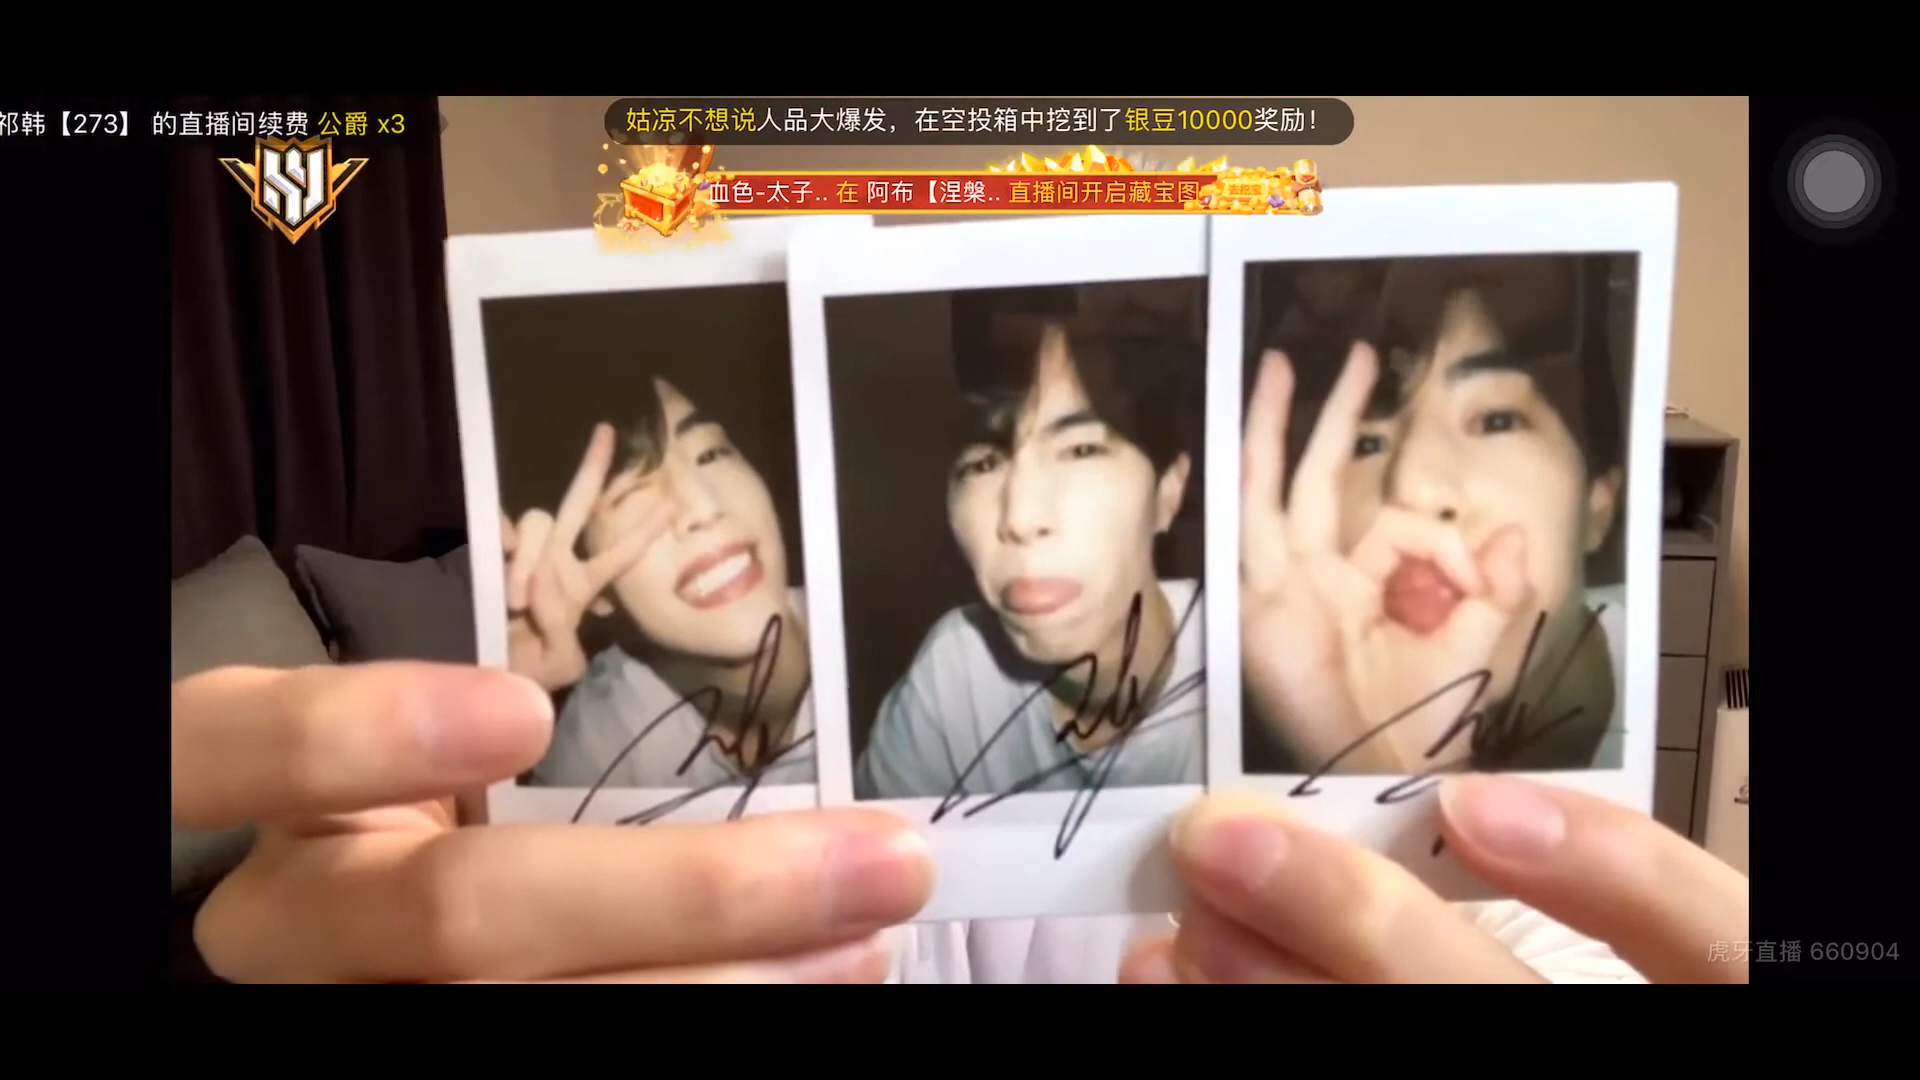 祁韩【273】 的直播间续费 公爵 x3
姑凉不想说人品大爆发，在空投箱中挖到了银豆10000奖励！
血色-太子.. 在 阿布【涅槃.. 直播间开启藏宝图
去挖宝
虎牙直播 660904